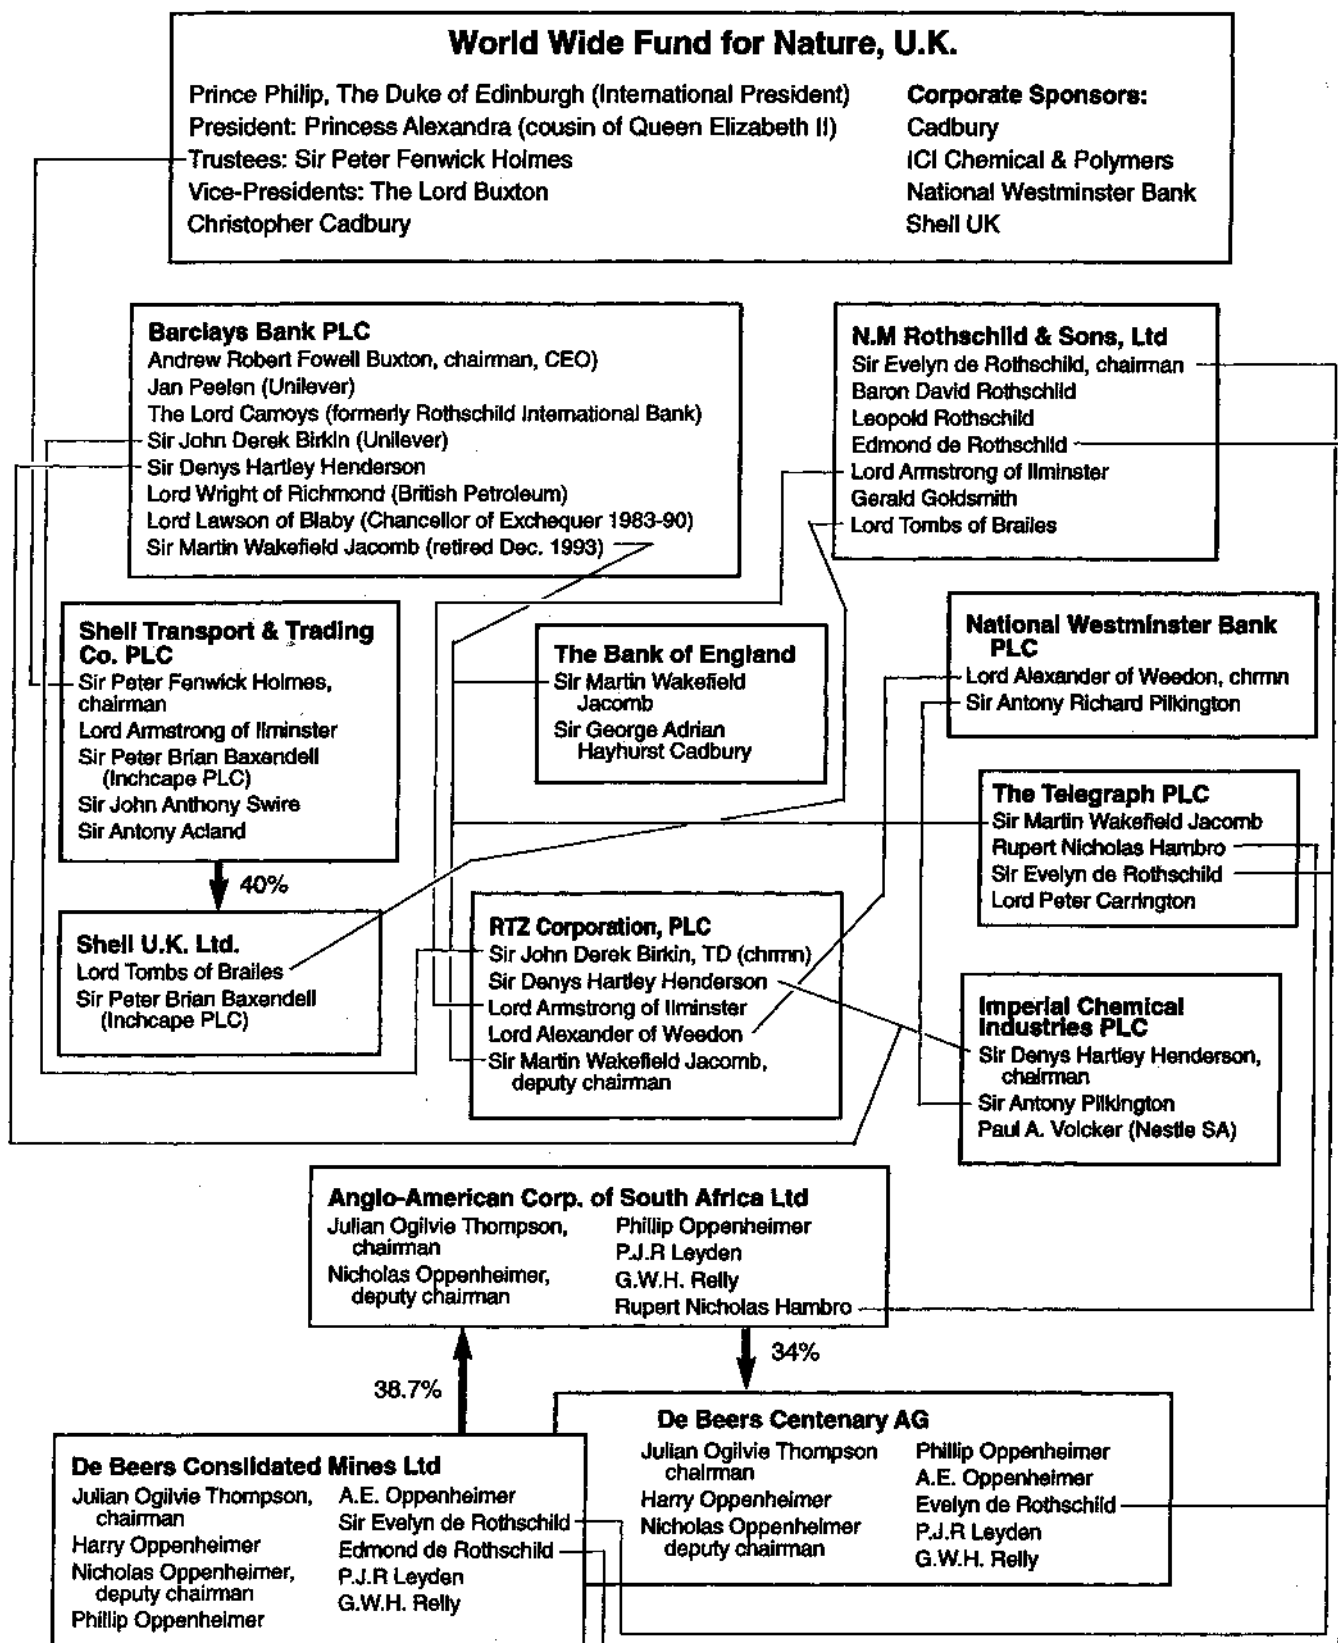 World Wide Fund for Nature, U.K.
Prince Philip, The Duke of Edinburgh (International President)
President: Princess Alexandra (cousin of Queen Elizabeth II)
Trustees: Sir Peter Fenwick Holmes
Vice-Presidents: The Lord Buxton
Christopher Cadbury
Corporate Sponsors:
Cadbury
ICI Chemical & Polymers
National Westminster Bank
Shell UK
Barclays Bank PLC
Andrew Robert Fowell Buxton, chairman, CEO)
Jan Peelen (Unilever)
The Lord Camoys (formerly Rothschild International Bank)
Sir John Derek Birkin (Unilever)
Sir Denys Hartley Henderson
Lord Wright of Richmond (British Petroleum)
Lord Lawson of Blaby (Chancellor of Exchequer 1983-90)
Sir Martin Wakefield Jacomb (retired Dec. 1993)
N.M Rothschild & Sons, Ltd
Sir Evelyn de Rothschild, chairman
Baron David Rothschild
Leopold Rothschild
Edmond de Rothschild
Lord Armstrong of Ilminster
Gerald Goldsmith
Lord Tombs of Brailes
Shell Transport & Trading
Co. PLC
Sir Peter Fenwick Holmes,
chairman
Lord Armstrong of Ilminster
Sir Peter Brian Baxendell
(Inchcape PLC)
Sir John Anthony Swire
Sir Antony Acland
40%
The Bank of England
Sir Martin Wakefield
Jacomb
Sir George Adrian
Hayhurst Cadbury
National Westminster Bank
PLC
Lord Alexander of Weedon, chrmn
Sir Antony Richard Pilkington
The Telegraph PLC
Sir Martin Wakefield Jacomb
Rupert Nicholas Hambro
Sir Evelyn de Rothschild
Lord Peter Carrington
Shell U.K. Ltd.
Lord Tombs of Brailes
Sir Peter Brian Baxendell
(Inchcape PLC)
RTZ Corporation, PLC
Sir John Derek Birkin, TD (chrmn)
Sir Denys Hartley Henderson
Lord Armstrong of Ilminster
Lord Alexander of Weedon
Sir Martin Wakefield Jacomb,
deputy chairman
Imperial Chemical
Industries PLC
Sir Denys Hartley Henderson,
chairman
Sir Antony Pilkington
Paul A. Volcker (Nestle SA)
Anglo-American Corp. of South Africa Ltd
Julian Ogilvie Thompson,
chairman
Nicholas Oppenheimer,
deputy chairman
Phillip Oppenheimer
P.J.R Leyden
G.W.H. Relly
Rupert Nicholas Hambro
38.7%
34%
De Beers Centenary AG
Julian Ogilvie Thompson
chairman
Harry Oppenheimer
Nicholas Oppenheimer
deputy chairman
Phillip Oppenheimer
A.E. Oppenheimer
Evelyn de Rothschild
P.J.R Leyden
G.W.H. Relly
De Beers Conslidated Mines Ltd
Julian Ogilvie Thompson,
chairman
Harry Oppenheimer
Nicholas Oppenheimer,
deputy chairman
Phillip Oppenheimer
A.E. Oppenheimer
Sir Evelyn de Rothschild
Edmond de Rothschild
P.J.R Leyden
G.W.H. Relly